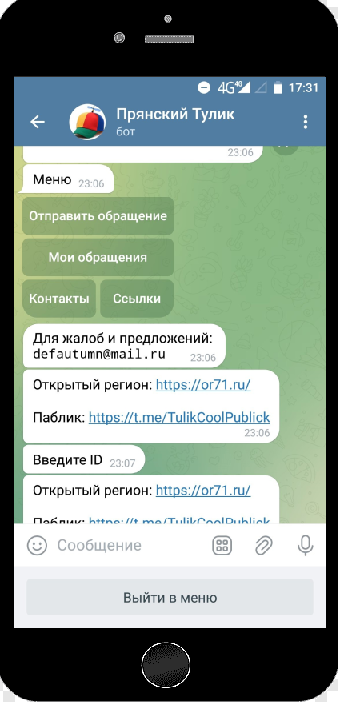 4G 17:31
Прянский Тулик
бот
23:06
Меню 23:06
Отправить обращение
Мои обращения
Контакты Ссылки
Для жалоб и предложений:
defautumn@mail.ru 23:06
Открытый регион: https://or71.ru/
Паблик: https://t.me/TulikCoolPublick
23:06
Введите ID 23:07
Открытый регион: https://or71.ru/
Паблик: https://t.me/TulikCoolPublick
Сообщение
Выйти в меню